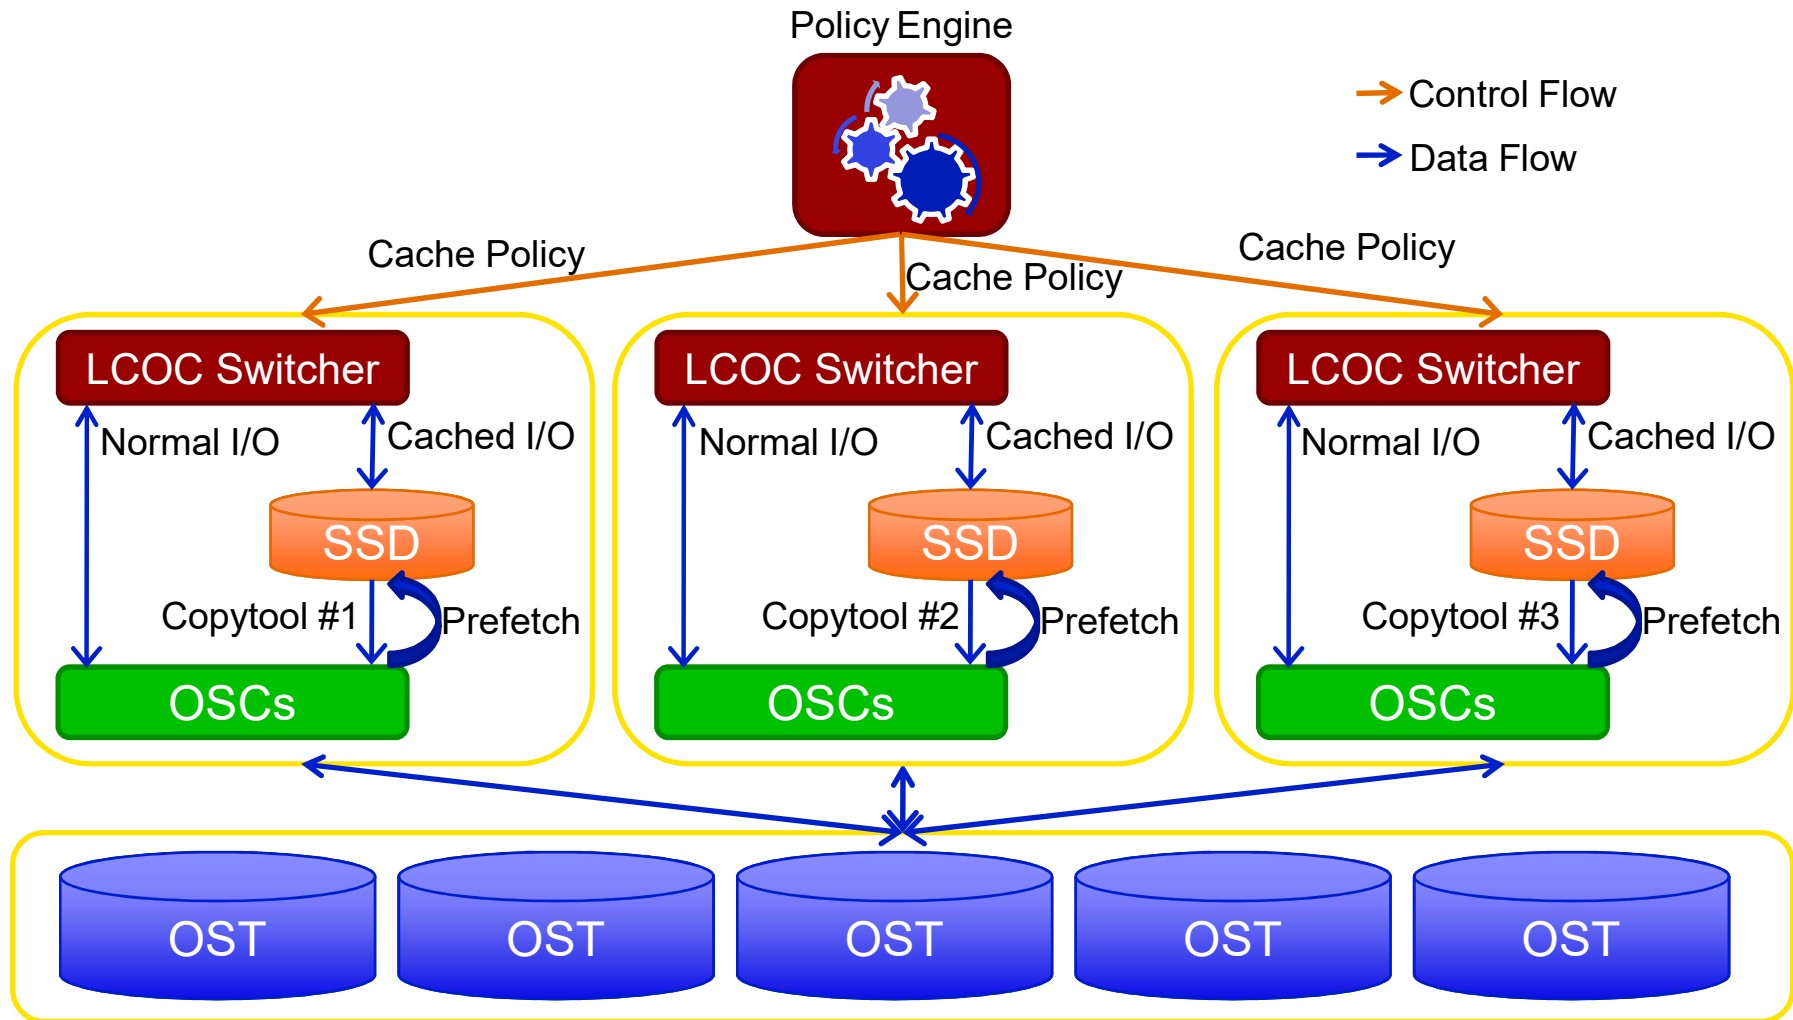 Policy Engine
Control Flow
Data Flow
Cache Policy
Cache Policy
Cache Policy
LCOC Switcher
LCOC Switcher
LCOC Switcher
Normal I/O
Cached I/O
Normal I/O
Cached I/O
Normal I/O
Cached I/O
SSD
SSD
SSD
Copytool #1
Prefetch
Copytool #2
Prefetch
Copytool #3
Prefetch
OSCs
OSCs
OSCs
OST
OST
OST
OST
OST